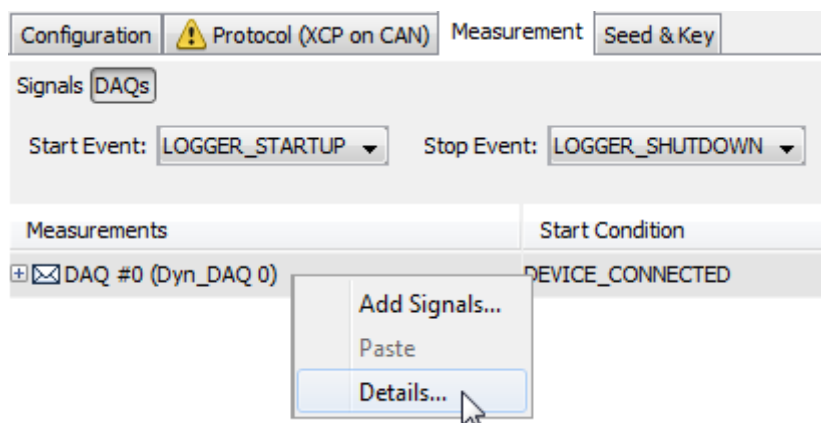 Configuration Protocol (XCP on CAN) Measurement Seed & Key
Signals DAQs
Start Event: LOGGER_STARTUP Stop Event: LOGGER_SHUTDOWN
Measurements Start Condition
DAQ #0 (Dyn_DAQ 0) DEVICE_CONNECTED
Add Signals...
Paste
Details...